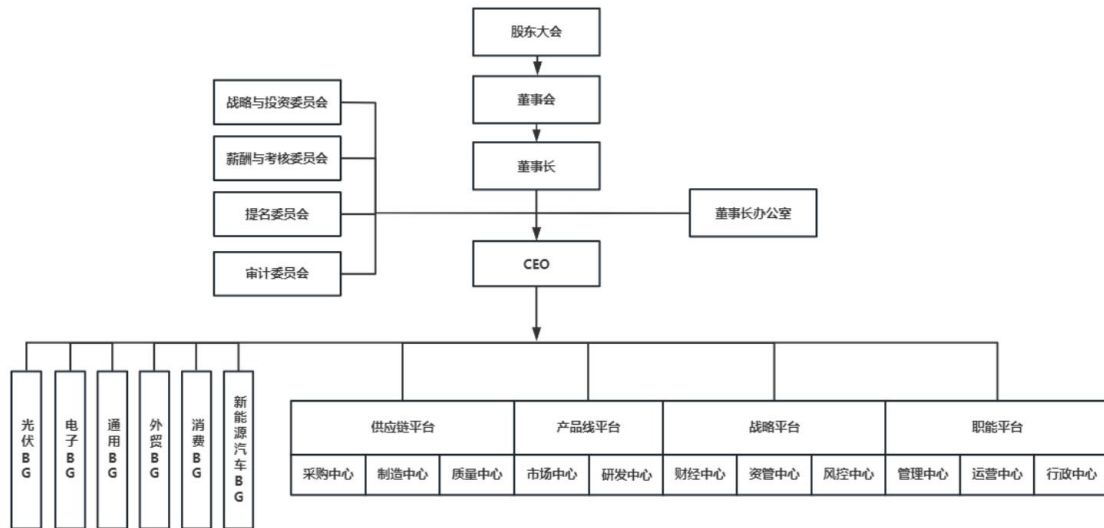 股东大会
董事会
战略与投资委员会
薪酬与考核委员会
董事长
提名委员会
董事长办公室
审计委员会
CEO
光伏BG
电子BG
通用BG
外贸BG
消费BG
新能源汽车BG
供应链平台
产品线平台
战略平台
职能平台
采购中心
制造中心
质量中心
市场中心
研发中心
财经中心
资管中心
风控中心
管理中心
运营中心
行政中心